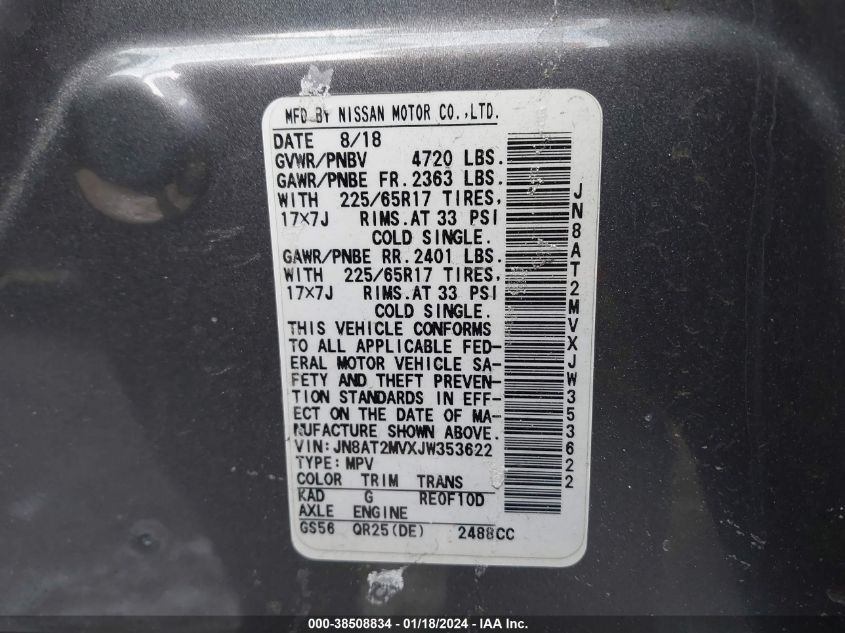 MFD BY NISSAN MOTOR CO.,LTD.
DATE 8/18
GVWR/PNBV 4720 LBS.
GAWR/PNBE FR. 2363 LBS.
WITH 225/65R17 TIRES,
17×7J RIMS. AT 33 PSI
COLD SINGLE.
GAWR/PNBE RR. 2401 LBS.
WITH 225/65R17 TIRES,
17×7J RIMS. AT 33 PSI
COLD SINGLE.
THIS VEHICLE CONFORMS
TO ALL APPLICABLE FED-
ERAL MOTOR VEHICLE SA-
FETY AND THEFT PREVEN-
TION STANDARDS IN EFF-
ECT ON THE DATE OF MA-
NUFACTURE SHOWN ABOVE.
VIN: JN8AT2MVXJW353622
TYPE: MPV
COLOR TRIM TRANS
KAD G RE0F10D
AXLE ENGINE
GS56 QR25(DE) 2488CC
JN8AT2MVXJW353622
000-38508834 - 01/18/2024 - IAA Inc.